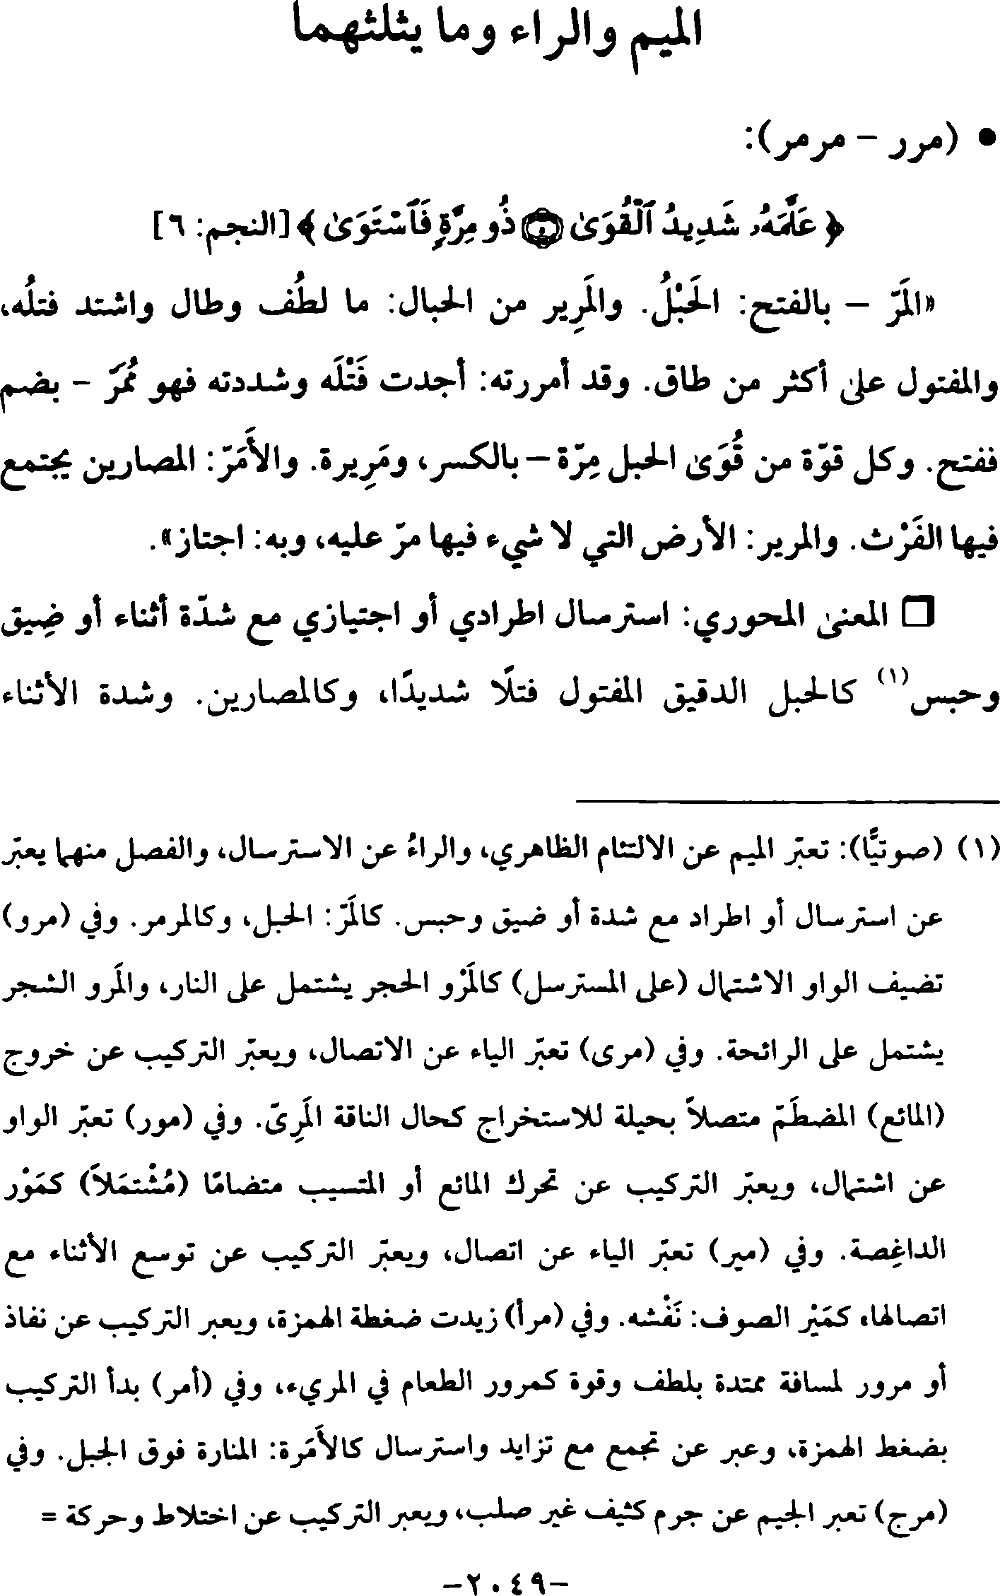 الميم والراء وما يثلثهما
• (مرر – مرمر):
﴿ عَلَّمَهُۥ شَدِيدُ ٱلْقُوَىٰ ۝ ذُو مِرَّةٍ فَٱسْتَوَىٰ ﴾ [النجم: ٦]
«المَرّ – بالفتح: الحَبْلُ. والمَرِير من الحبال: ما لطُف وطال واشتد فتلُه،
والمفتول علىٰ أكثر من طاق. وقد أمررته: أجدت فَتْلَه وشددته فهو مُمَرّ – بضم
ففتح. وكل قوّة من قُوَىٰ الحبل مِرّة – بالكسر، ومَرِيرة. والأَمَرّ: المصارين يجتمع
فيها الفَرْث. والمرير: الأرض التي لا شيء فيها مرّ عليه، وبه: اجتاز».
□ المعنىٰ المحوري: استرسال اطرادي أو اجتيازي مع شدّة أثناء أو ضِيق
وحبس(١) كالحبل الدقيق المفتول فتلًا شديدًا، وكالمصارين. وشدة الأثناء
(١) (صوتيًّا): تعبّر الميم عن الالتئام الظاهري، والراءُ عن الاسترسال، والفصل منهما يعبّر
عن استرسال أو اطراد مع شدة أو ضيق وحبس. كالمَرّ: الحبل، وكالمرمر. وفي (مرو)
تضيف الواو الاشتمال (على المسترسل) كالمَرْو الحجر يشتمل على النار، والمَرو الشجر
يشتمل على الرائحة. وفي (مرى) تعبّر الياء عن الاتصال، ويعبّر التركيب عن خروج
(المائع) المضطَمّ متصلاً بحيلة للاستخراج كحال الناقة المَرِىّ. وفي (مور) تعبّر الواو
عن اشتمال، ويعبّر التركيب عن تحرك المائع أو المتسيب متضامًا (مُشْتمَلاً) كمَوْر
الداغِصة. وفي (مير) تعبّر الياء عن اتصال، ويعبّر التركيب عن توسع الأثناء مع
اتصالها، كمَيْر الصوف: نَفْشه. وفي (مرأ) زيدت ضغطة الهمزة، ويعبر التركيب عن نفاذ
أو مرور لمسافة ممتدة بلطف وقوة كمرور الطعام في المريء، وفي (أمر) بدأ التركيب
بضغط الهمزة، وعبر عن تجمع مع تزايد واسترسال كالأَمَرة: المنارة فوق الجبل. وفي
(مرج) تعبر الجيم عن جرم كثيف غير صلب، ويعبر التركيب عن اختلاط وحركة =
–٢٠٤٩–